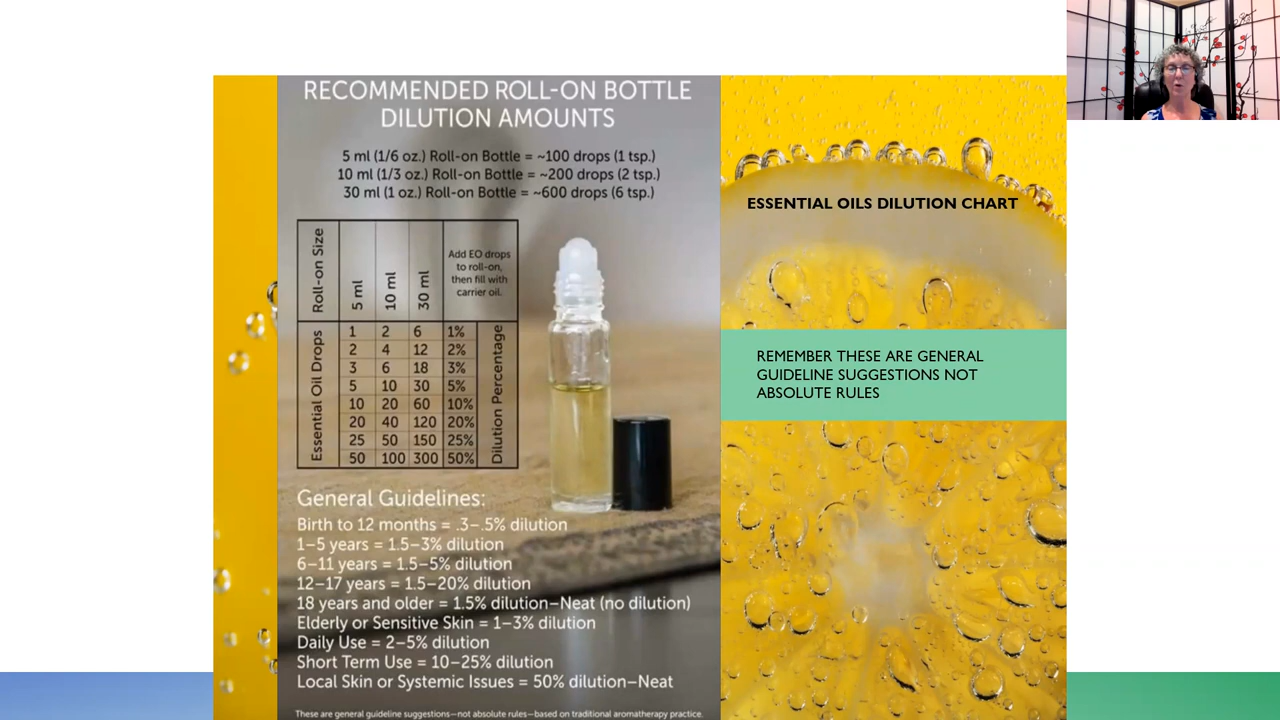 RECOMMENDED ROLL-ON BOTTLE
DILUTION AMOUNTS
5 ml (1/6 oz.) Roll-on Bottle = ~100 drops (1 tsp.)
10 ml (1/3 oz.) Roll-on Bottle = ~200 drops (2 tsp.)
30 ml (1 oz.) Roll-on Bottle = ~600 drops (6 tsp.)
Roll-on Size
5 ml
10 ml
30 ml
Add EO drops
to roll-on,
then fill with
carrier oil.
Essential Oil Drops
1 2 6 1%
2 4 12 2%
3 6 18 3%
5 10 30 5%
10 20 60 10%
20 40 120 20%
25 50 150 25%
50 100 300 50%
Dilution Percentage
General Guidelines:
Birth to 12 months = .3–.5% dilution
1–5 years = 1.5–3% dilution
6–11 years = 1.5–5% dilution
12–17 years = 1.5–20% dilution
18 years and older = 1.5% dilution–Neat (no dilution)
Elderly or Sensitive Skin = 1–3% dilution
Daily Use = 2–5% dilution
Short Term Use = 10–25% dilution
Local Skin or Systemic Issues = 50% dilution–Neat
These are general guideline suggestions—not absolute rules—based on traditional aromatherapy practice.
ESSENTIAL OILS DILUTION CHART
REMEMBER THESE ARE GENERAL
GUIDELINE SUGGESTIONS NOT
ABSOLUTE RULES